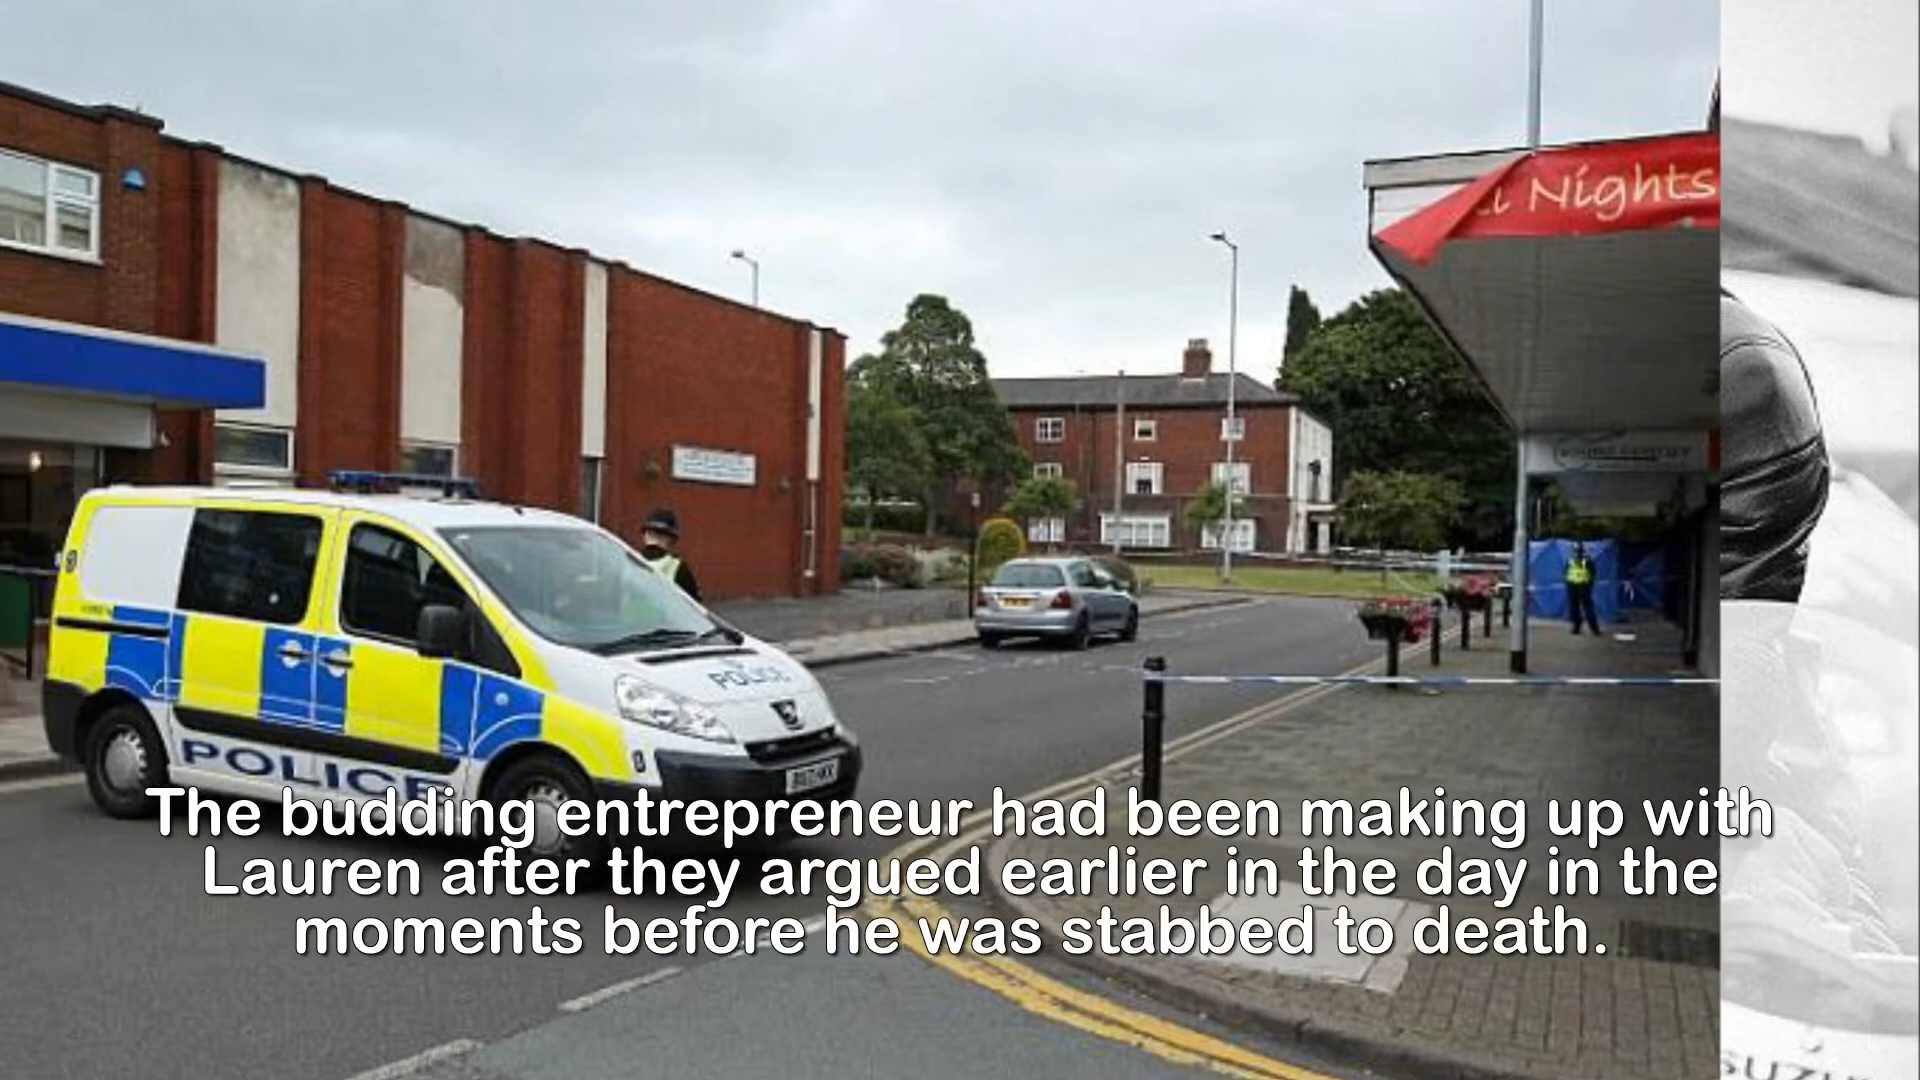 Nights
POLICE
POLICE
The budding entrepreneur had been making up with
Lauren after they argued earlier in the day in the
moments before he was stabbed to death.